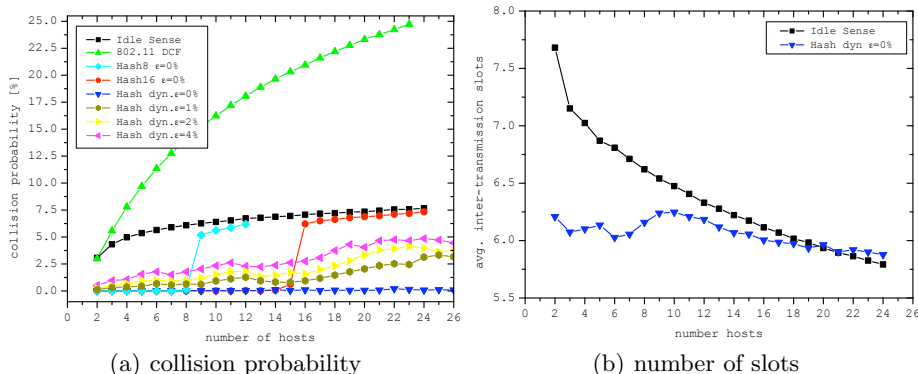 25.0
22.5
20.0
17.5
15.0
12.5
10.0
7.5
5.0
2.5
0.0
collision probability [%]
Idle Sense
802.11 DCF
Hash8 ε=0%
Hash16 ε=0%
Hash dyn.ε=0%
Hash dyn.ε=1%
Hash dyn.ε=2%
Hash dyn.ε=4%
0 2 4 6 8 10 12 14 16 18 20 22 24 26
number of hosts
(a) collision probability
8.0
7.5
7.0
6.5
6.0
5.5
avg. inter-transmission slots
Idle Sense
Hash dyn ε=0%
0 2 4 6 8 10 12 14 16 18 20 22 24 26
number hosts
(b) number of slots